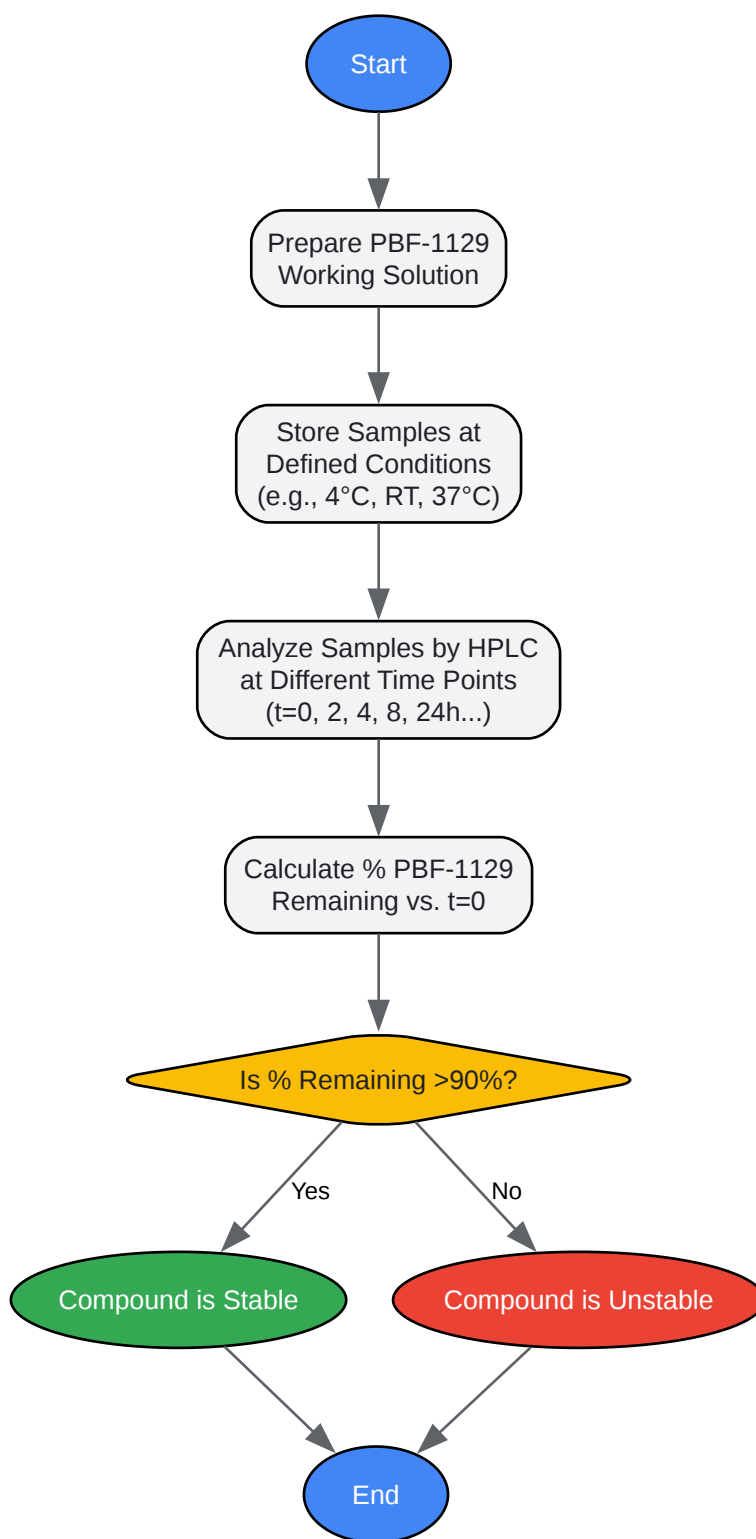 Start
Prepare PBF-1129
Working Solution
Store Samples at
Defined Conditions
(e.g., 4°C, RT, 37°C)
Analyze Samples by HPLC
at Different Time Points
(t=0, 2, 4, 8, 24h...)
Calculate % PBF-1129
Remaining vs. t=0
Is % Remaining >90%?
Yes
No
Compound is Stable
Compound is Unstable
End